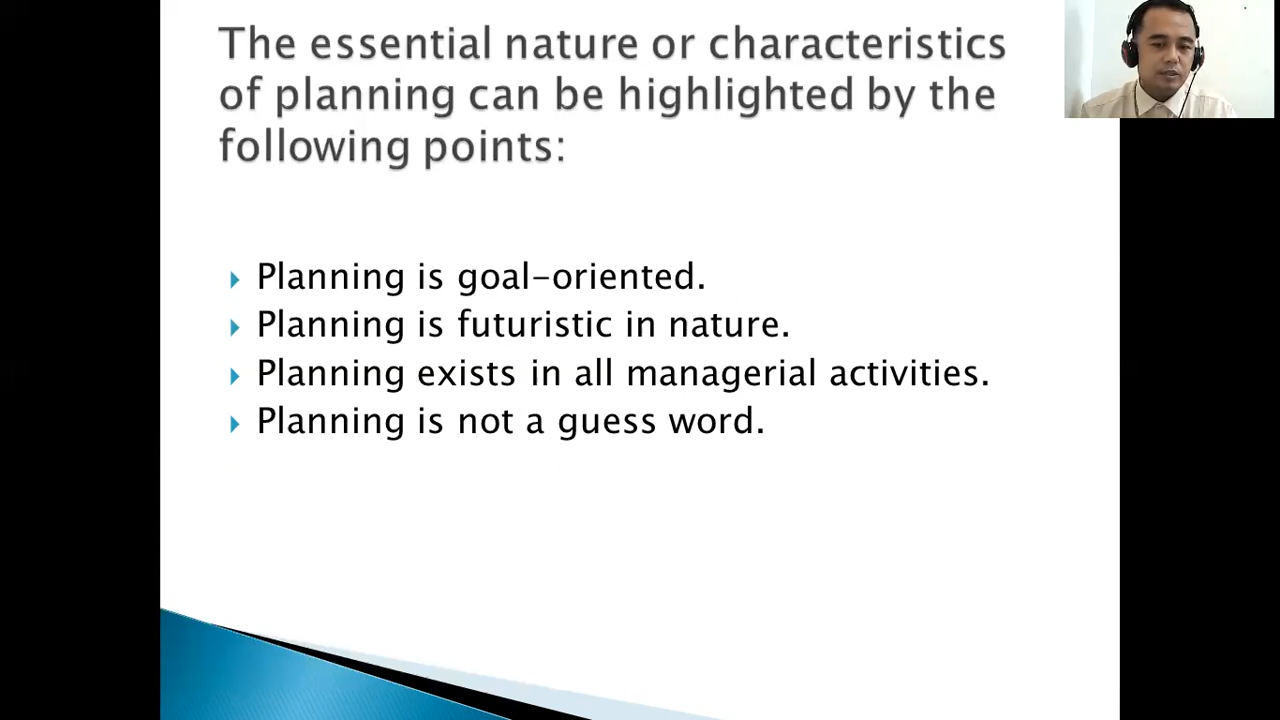 The essential nature or characteristics
of planning can be highlighted by the
following points:
Planning is goal-oriented.
Planning is futuristic in nature.
Planning exists in all managerial activities.
Planning is not a guess word.